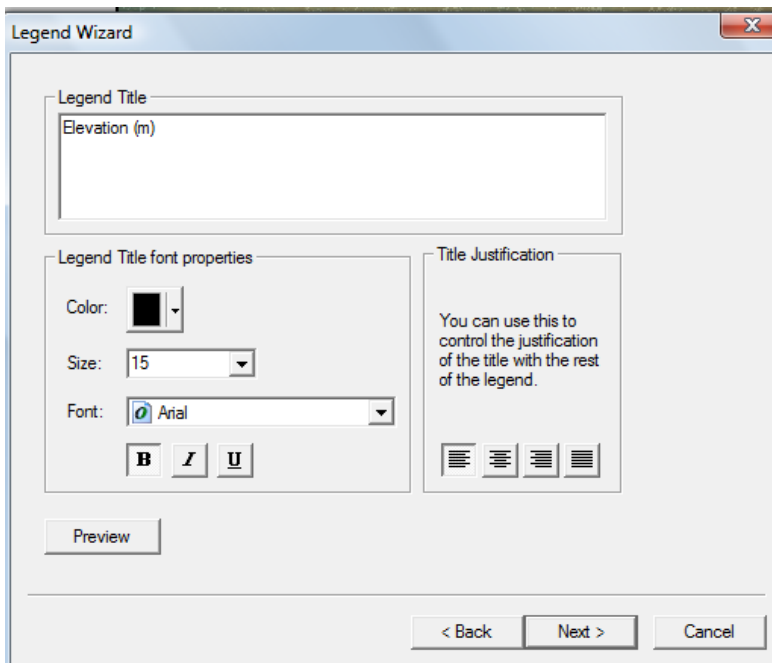 Legend Wizard
Legend Title
Elevation (m)
Legend Title font properties
Color:
Size: 15
Font: Arial
B I U
Title Justification
You can use this to
control the justification
of the title with the rest
of the legend.
Preview
< Back Next > Cancel